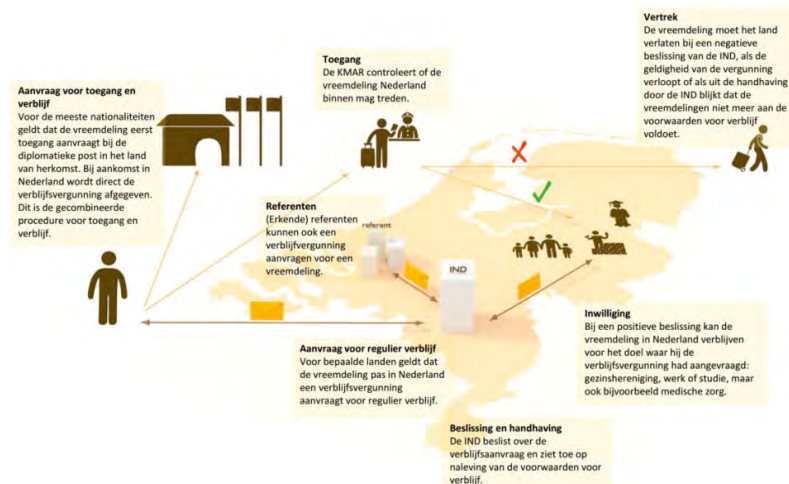 Aanvraag voor toegang en
verblijf
Voor de meeste nationaliteiten
geldt dat de vreemdeling eerst
toegang aanvraagt bij de
diplomatieke post in het land
van herkomst. Bij aankomst in
Nederland wordt direct de
verblijfsvergunning afgegeven.
Dit is de gecombineerde
procedure voor toegang en
verblijf.
Toegang
De KMAR controleert of de
vreemdeling Nederland
binnen mag treden.
Vertrek
De vreemdeling moet het land
verlaten bij een negatieve
beslissing van de IND, als de
geldigheid van de vergunning
verloopt of als uit de handhaving
door de IND blijkt dat de
vreemdelingen niet meer aan de
voorwaarden voor verblijf
voldoet.
Referenten
(Erkende) referenten
kunnen ook een
verblijfvergunning
aanvragen voor een
vreemdeling.
referent
IND
Aanvraag voor regulier verblijf
Voor bepaalde landen geldt dat
de vreemdeling pas in Nederland
een verblijfsvergunning
aanvraagt voor regulier verblijf.
Inwilliging
Bij een positieve beslissing kan de
vreemdeling in Nederland verblijven
voor het doel waar hij de
verblijfsvergunning had aangevraagd:
gezinshereniging, werk of studie, maar
ook bijvoorbeeld medische zorg.
Beslissing en handhaving
De IND beslist over de
verblijfsaanvraag en ziet toe op
naleving van de voorwaarden voor
verblijf.